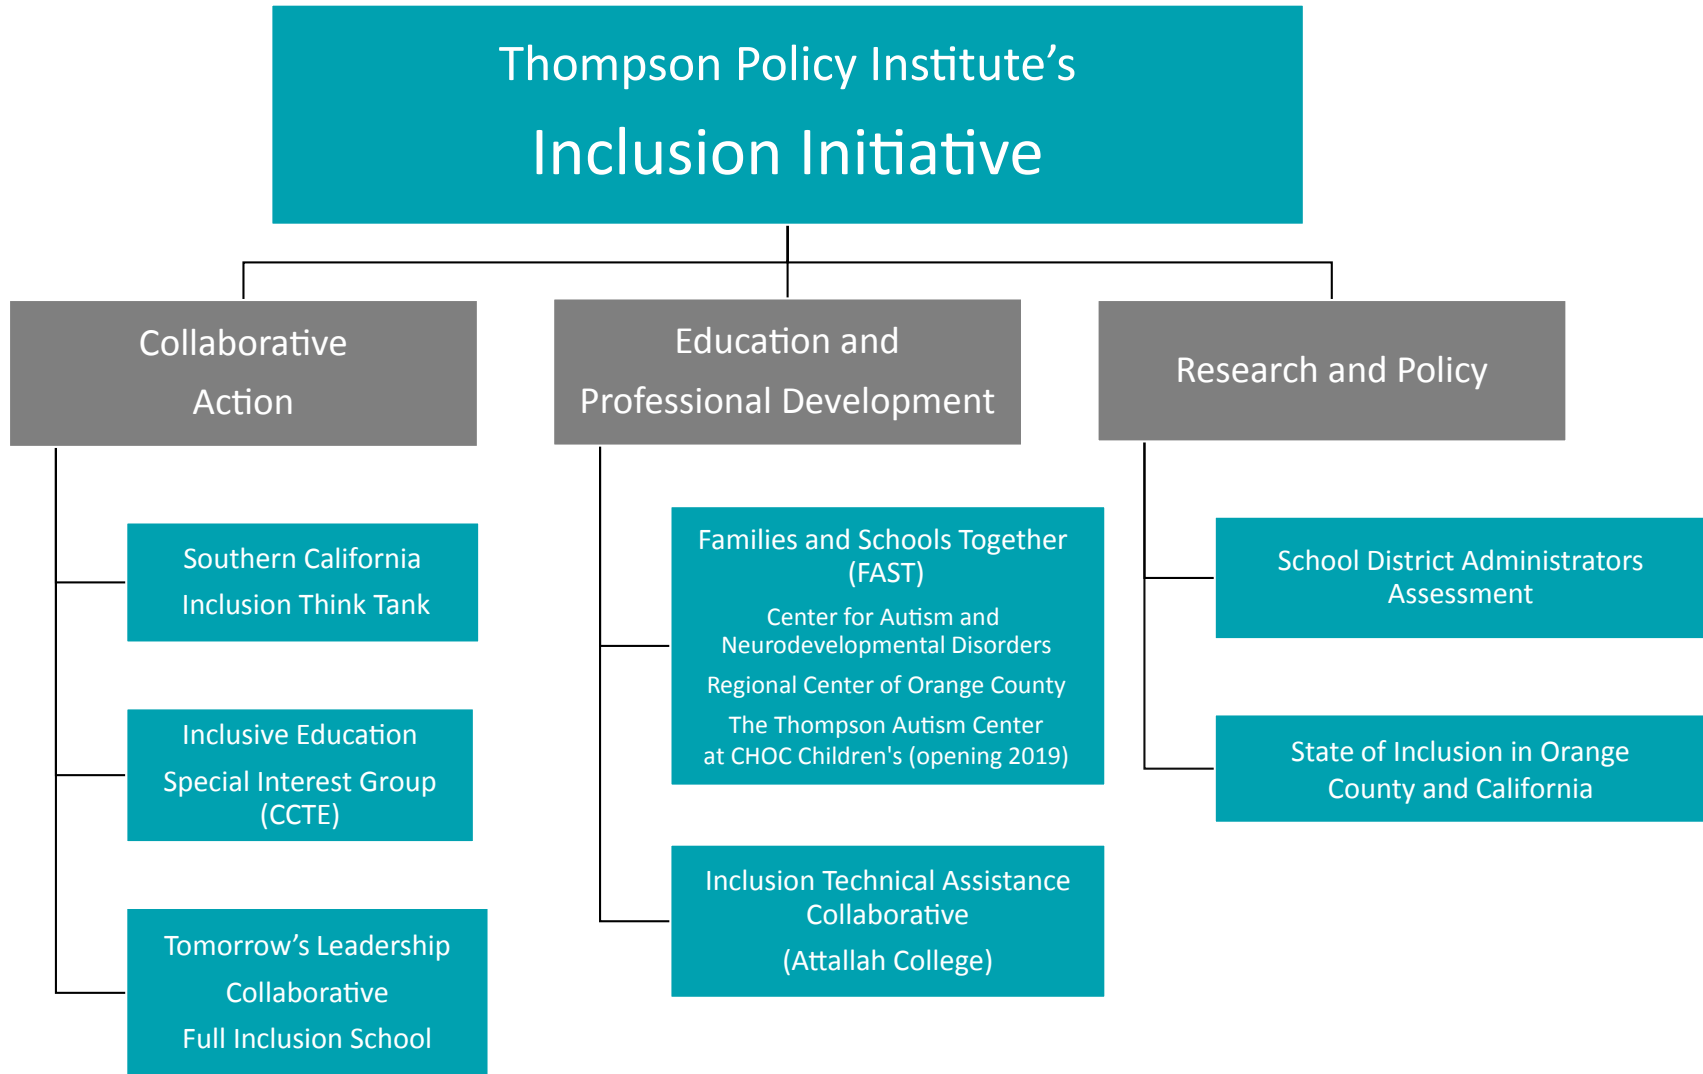 Thompson Policy Institute’s
Inclusion Initiative
Collaborative
Action
Southern California
Inclusion Think Tank
Inclusive Education
Special Interest Group
(CCTE)
Tomorrow’s Leadership
Collaborative
Full Inclusion School
Education and
Professional Development
Families and Schools Together
(FAST)
Center for Autism and
Neurodevelopmental Disorders
Regional Center of Orange County
The Thompson Autism Center
at CHOC Children's (opening 2019)
Inclusion Technical Assistance
Collaborative
(Attallah College)
Research and Policy
School District Administrators
Assessment
State of Inclusion in Orange
County and California